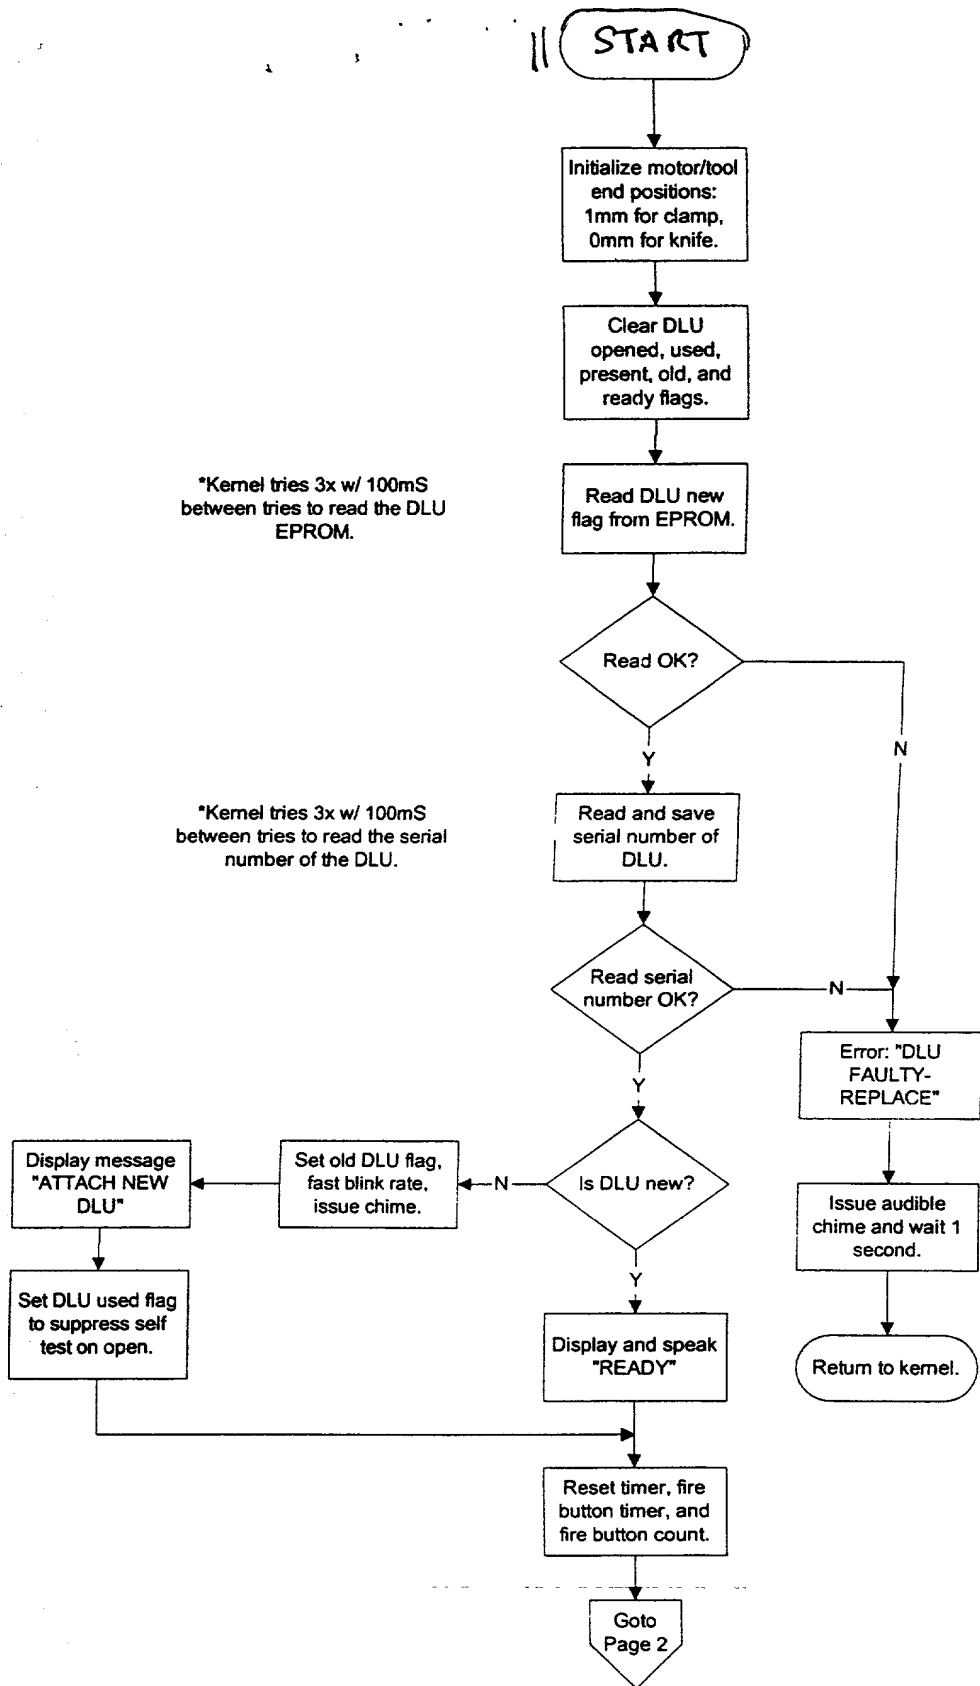 START
Initialize motor/tool
end positions:
1mm for clamp,
0mm for knife.
Clear DLU
opened, used,
present, old, and
ready flags.
*Kernel tries 3x w/ 100mS
between tries to read the DLU
EPROM.
Read DLU new
flag from EPROM.
Read OK?
N
Y
*Kernel tries 3x w/ 100mS
between tries to read the serial
number of the DLU.
Read and save
serial number of
DLU.
Read serial
number OK?
N
Y
Error: "DLU
FAULTY-
REPLACE"
Display message
"ATTACH NEW
DLU"
Set old DLU flag,
fast blink rate,
issue chime.
N
Is DLU new?
Y
Issue audible
chime and wait 1
second.
Set DLU used flag
to suppress self
test on open.
Display and speak
"READY"
Return to kernel.
Reset timer, fire
button timer, and
fire button count.
Goto
Page 2